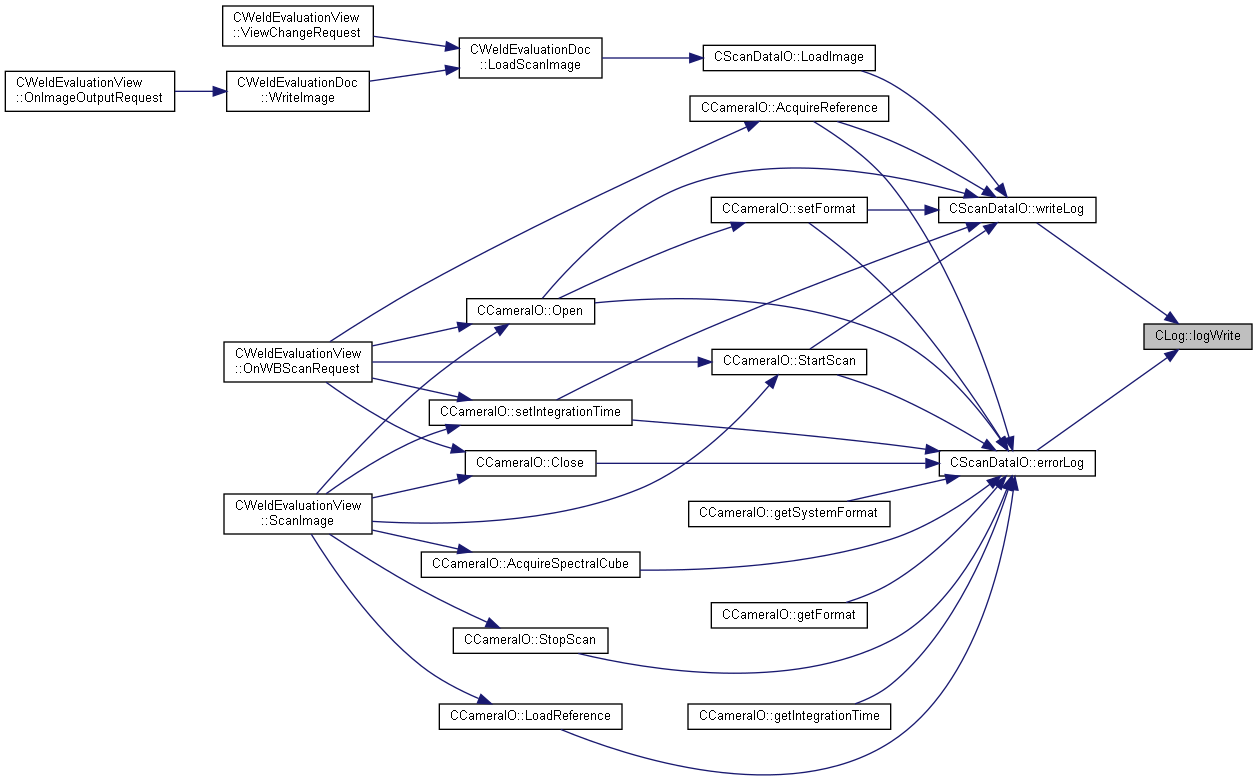 CWeldEvaluationView
::ViewChangeRequest
CWeldEvaluationDoc
::LoadScanImage
CScanDataIO::LoadImage
CWeldEvaluationView
::OnImageOutputRequest
CWeldEvaluationDoc
::WriteImage
CCameraIO::AcquireReference
CCameraIO::setFormat
CScanDataIO::writeLog
CCameraIO::Open
CLog::logWrite
CWeldEvaluationView
::OnWBScanRequest
CCameraIO::StartScan
CCameraIO::setIntegrationTime
CCameraIO::Close
CScanDataIO::errorLog
CWeldEvaluationView
::ScanImage
CCameraIO::getSystemFormat
CCameraIO::AcquireSpectralCube
CCameraIO::getFormat
CCameraIO::StopScan
CCameraIO::LoadReference
CCameraIO::getIntegrationTime